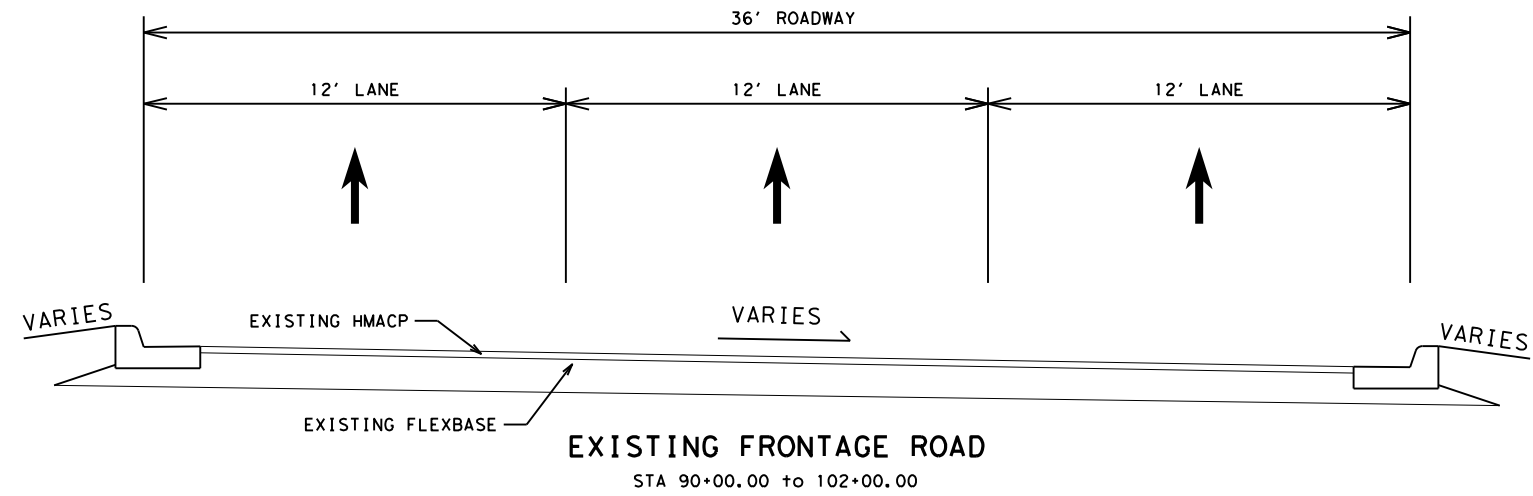 36' ROADWAY
12' LANE
12' LANE
12' LANE
VARIES
EXISTING HMACP
VARIES
VARIES
EXISTING FLEXBASE
EXISTING FRONTAGE ROAD
STA 90+00.00 to 102+00.00